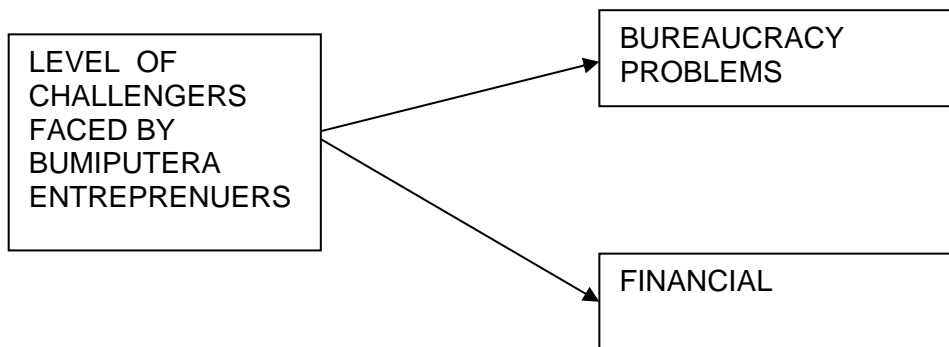 LEVEL OF
CHALLENGERS
FACED BY
BUMIPUTERA
ENTREPRENUERS
BUREAUCRACY
PROBLEMS
FINANCIAL